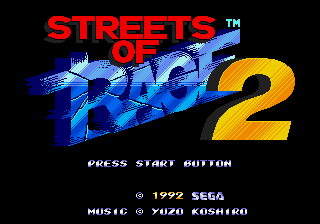 STREETS ™
OF
RAGE 2
PRESS START BUTTON
© 1992 SEGA
MUSIC © YUZO KOSHIRO